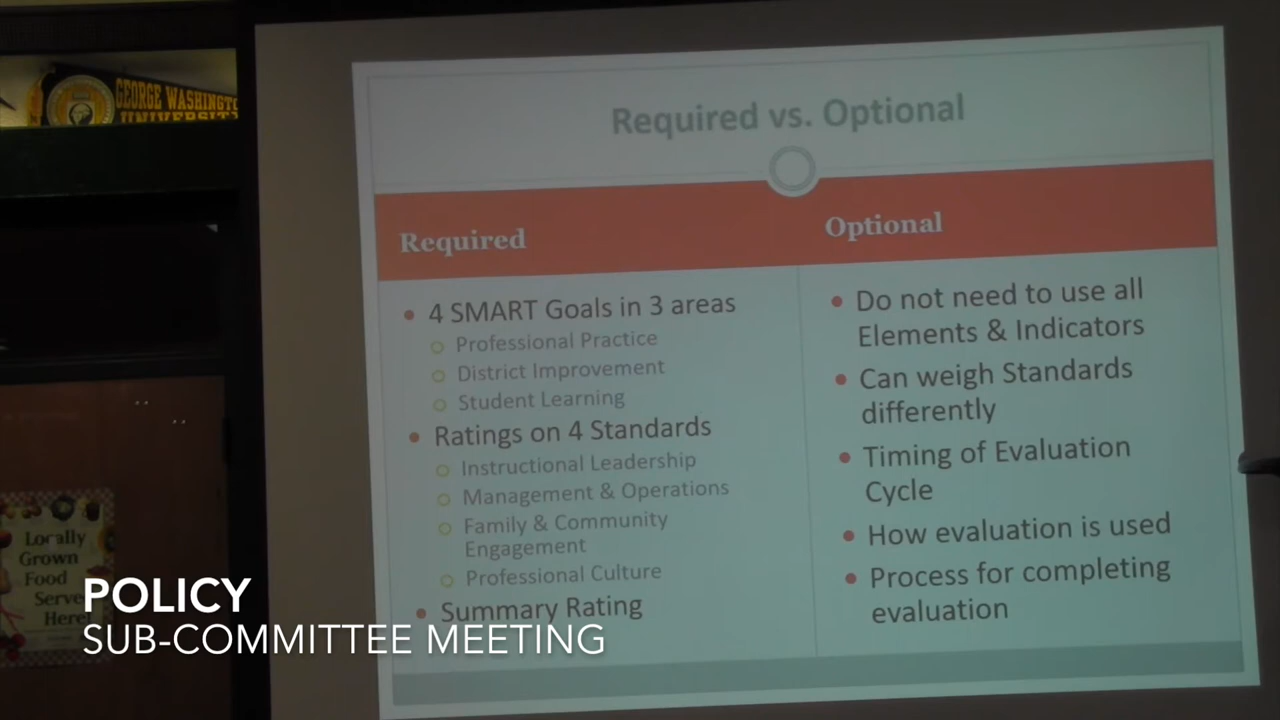 GEORGE WASHINGTON
UNIVERSITY
Required vs. Optional
Required
Optional
4 SMART Goals in 3 areas
Professional Practice
District Improvement
Student Learning
Ratings on 4 Standards
Instructional Leadership
Management & Operations
Family & Community
Engagement
Professional Culture
Summary Rating
Do not need to use all
Elements & Indicators
Can weigh Standards
differently
Timing of Evaluation
Cycle
How evaluation is used
Process for completing
evaluation
Locally
Grown
Food
Serve
Here!
POLICY
SUB-COMMITTEE MEETING